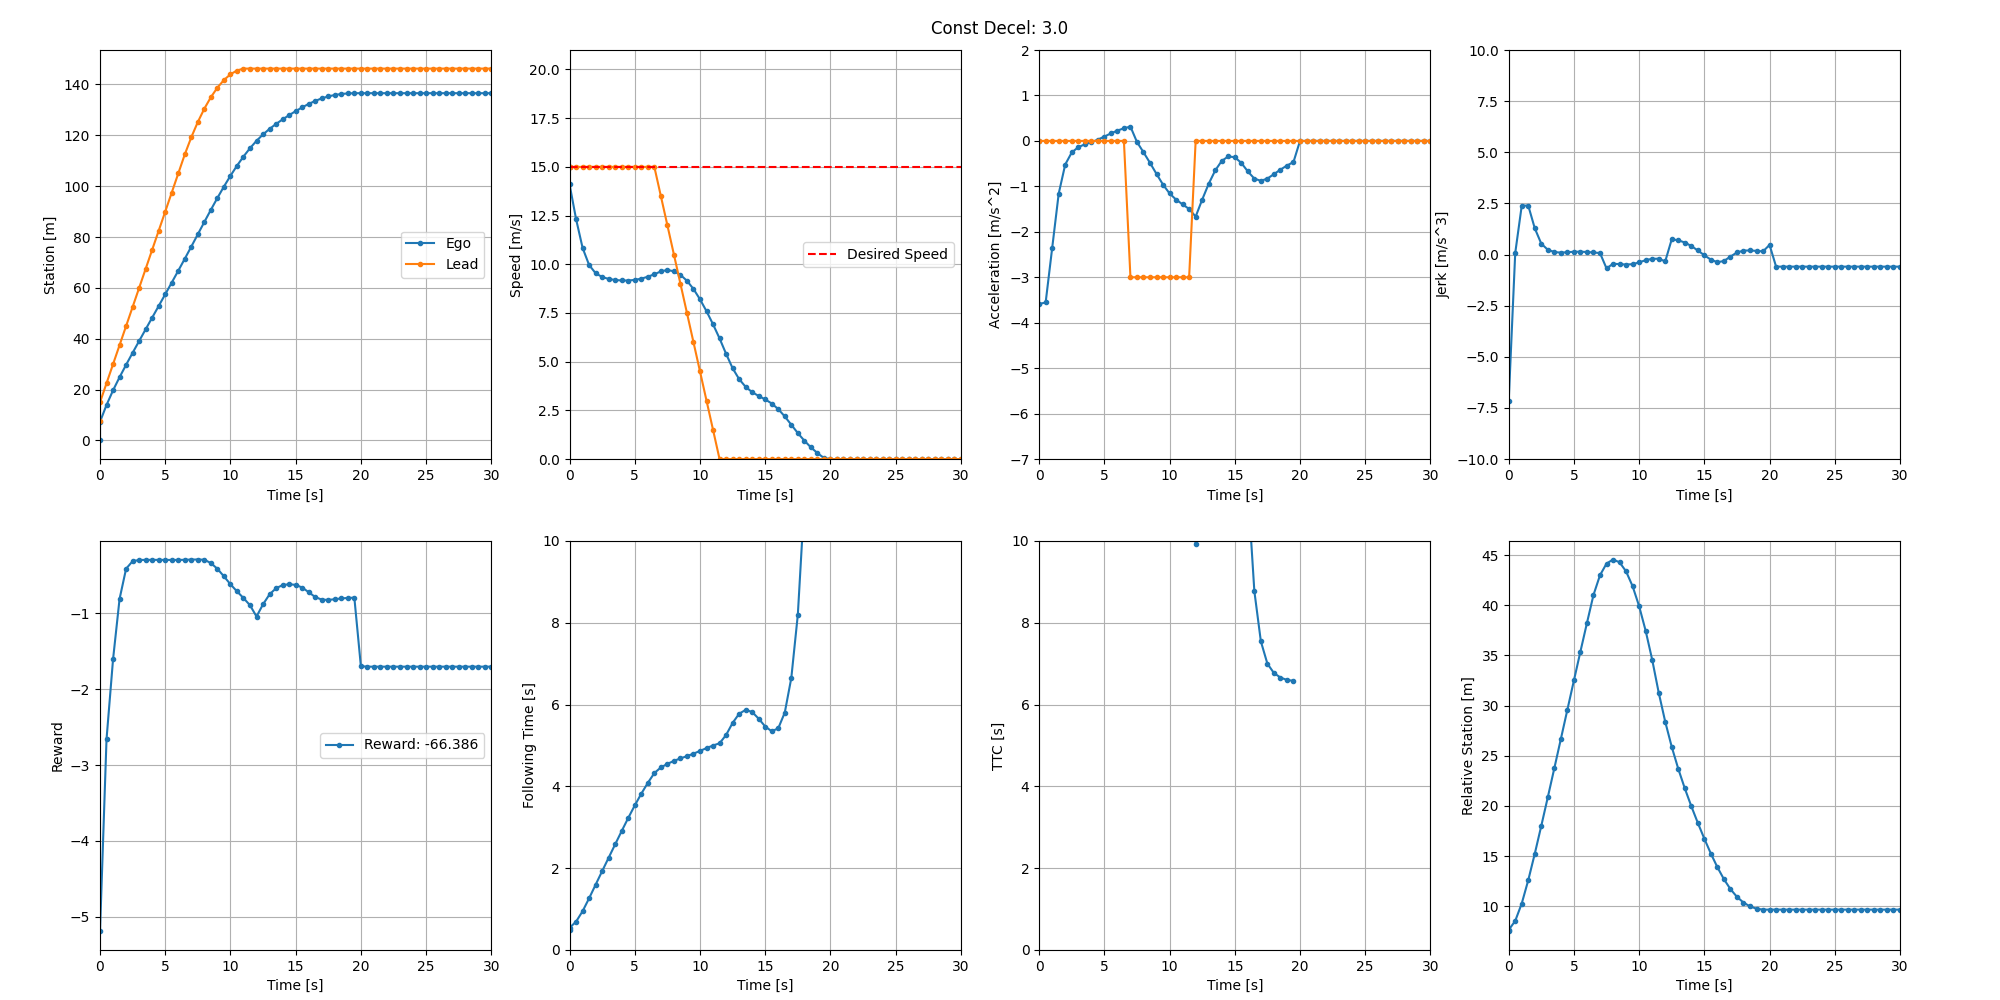 Const Decel: 3.0
Station [m]
140
120
100
80
60
40
20
0
0 5 10 15 20 25 30
Time [s]
Ego
Lead
Speed [m/s]
20.0
17.5
15.0
12.5
10.0
7.5
5.0
2.5
0.0
0 5 10 15 20 25 30
Time [s]
Desired Speed
Acceleration [m/s^2]
2
1
0
−1
−2
−3
−4
−5
−6
−7
0 5 10 15 20 25 30
Time [s]
Jerk [m/s^3]
10.0
7.5
5.0
2.5
0.0
−2.5
−5.0
−7.5
−10.0
0 5 10 15 20 25 30
Time [s]
Reward
−1
−2
−3
−4
−5
0 5 10 15 20 25 30
Time [s]
Reward: -66.386
Following Time [s]
10
8
6
4
2
0
0 5 10 15 20 25 30
Time [s]
TTC [s]
10
8
6
4
2
0
0 5 10 15 20 25 30
Time [s]
Relative Station [m]
45
40
35
30
25
20
15
10
0 5 10 15 20 25 30
Time [s]